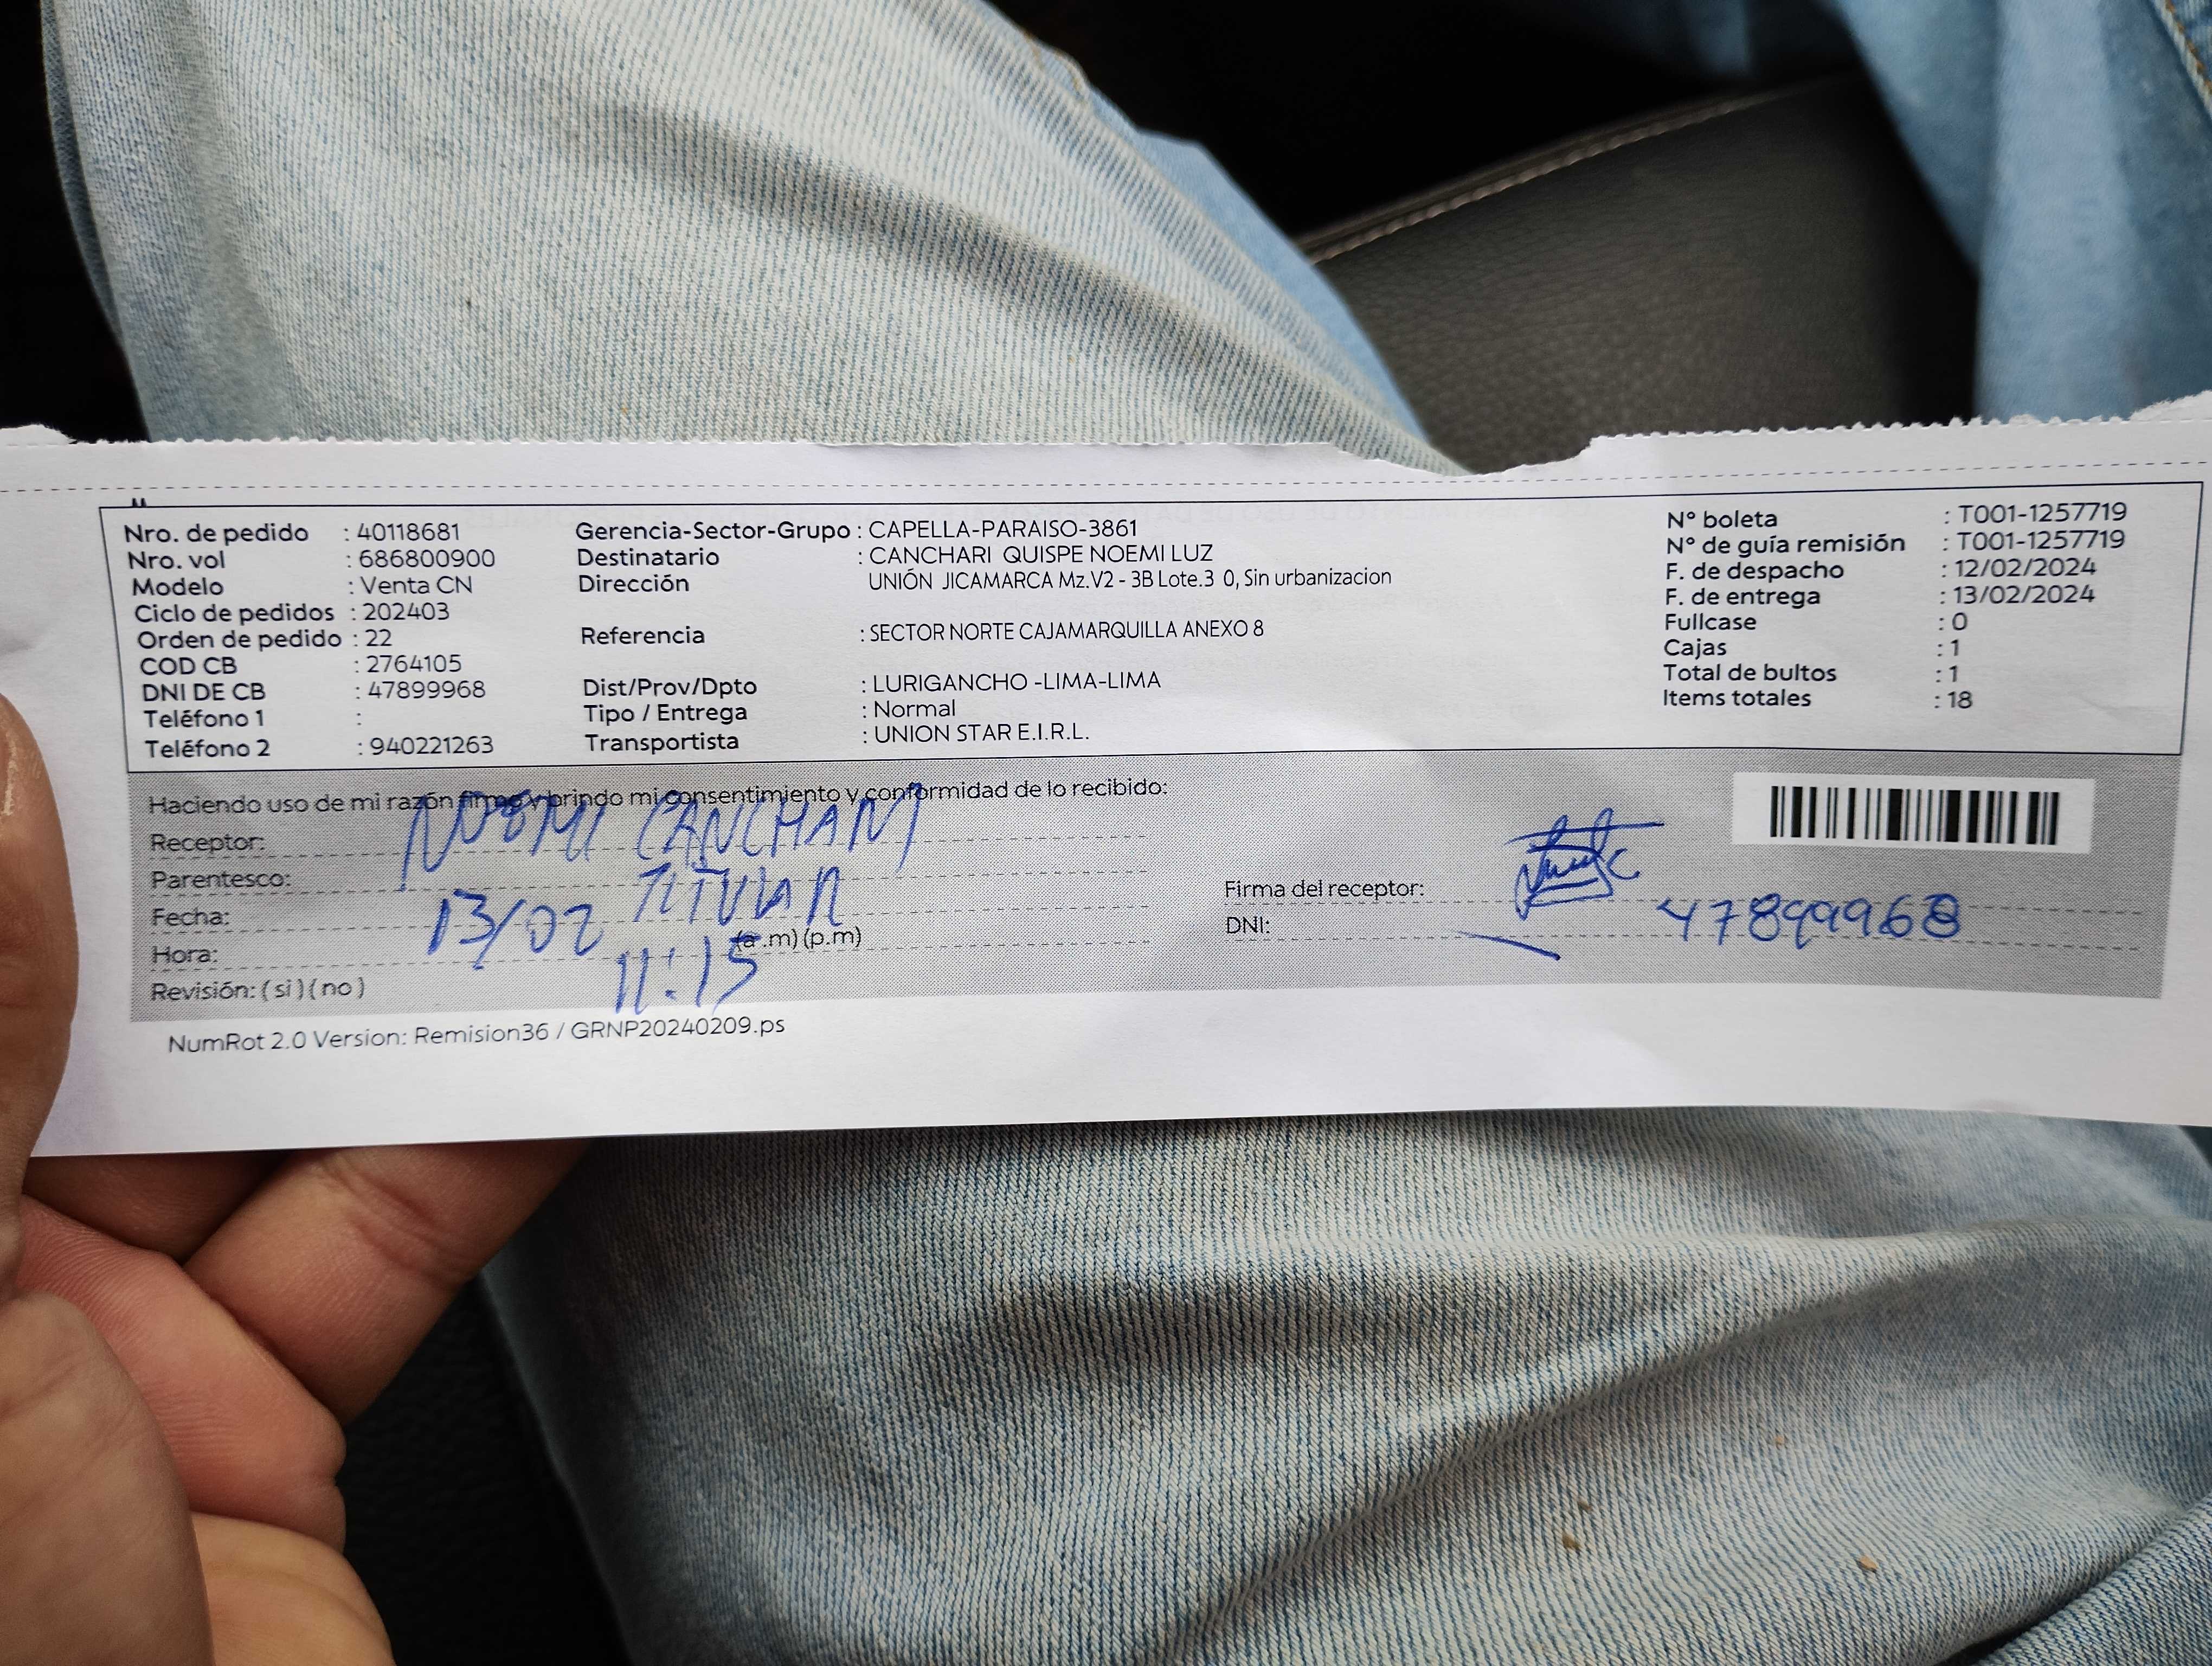 Nro. de pedido : 40118681
Nro. vol : 686800900
Modelo : Venta CN
Ciclo de pedidos : 202403
Orden de pedido : 22
COD CB : 2764105
DNI DE CB : 47899968
Teléfono 1 :
Teléfono 2 : 940221263
Gerencia-Sector-Grupo : CAPELLA-PARAISO-3861
Destinatario : CANCHARI QUISPE NOEMI LUZ
Dirección UNIÓN JICAMARCA Mz.V2 - 3B Lote.3 0, Sin urbanizacion
Referencia : SECTOR NORTE CAJAMARQUILLA ANEXO 8
Dist/Prov/Dpto : LURIGANCHO -LIMA-LIMA
Tipo / Entrega : Normal
Transportista : UNION STAR E.I.R.L.
N° boleta : T001-1257719
N° de guía remisión : T001-1257719
F. de despacho : 12/02/2024
F. de entrega : 13/02/2024
Fullcase : 0
Cajas : 1
Total de bultos : 1
Items totales : 18
Haciendo uso de mi razón firmo y brindo mi consentimiento y conformidad de lo recibido:
Receptor: NOEMI CANCHARI
Parentesco: TITULAR
Fecha: 13/02
Hora: 11:15 (a.m) (p.m)
Revisión: ( si ) ( no )
Firma del receptor:
DNI: 47899968
NumRot 2.0 Version: Remision36 / GRNP20240209.ps